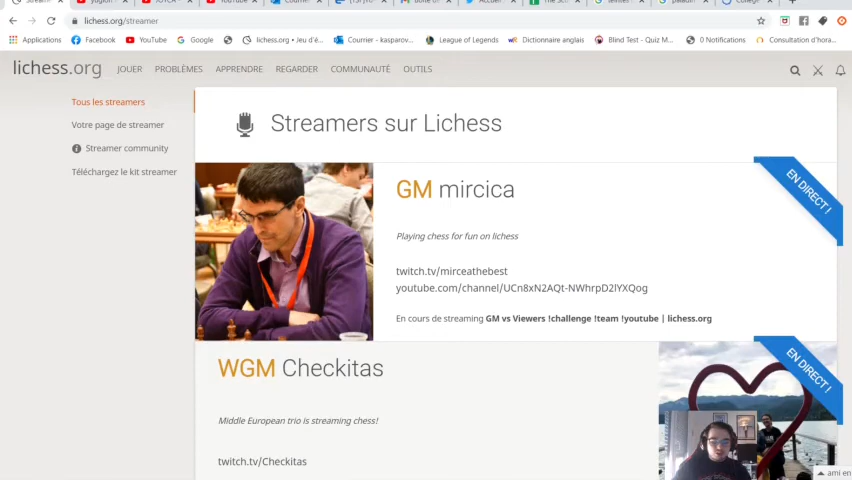 lichess.org/streamer
Applications Facebook YouTube Google lichess.org • Jeu d'é... Courrier - kasparov... League of Legends Dictionnaire anglais Blind Test - Quiz M... 0 Notifications Consultation d'hora...
lichess.org JOUER PROBLÈMES APPRENDRE REGARDER COMMUNAUTÉ OUTILS
Tous les streamers
Votre page de streamer
Streamer community
Téléchargez le kit streamer
Streamers sur Lichess
GM mircica
EN DIRECT !
Playing chess for fun on lichess
twitch.tv/mirceathebest
youtube.com/channel/UCn8xN2AQt-NWhrpD2lYXQog
En cours de streaming GM vs Viewers !challenge !team !youtube | lichess.org
WGM Checkitas
EN DIRECT !
Middle European trio is streaming chess!
twitch.tv/Checkitas
ami en